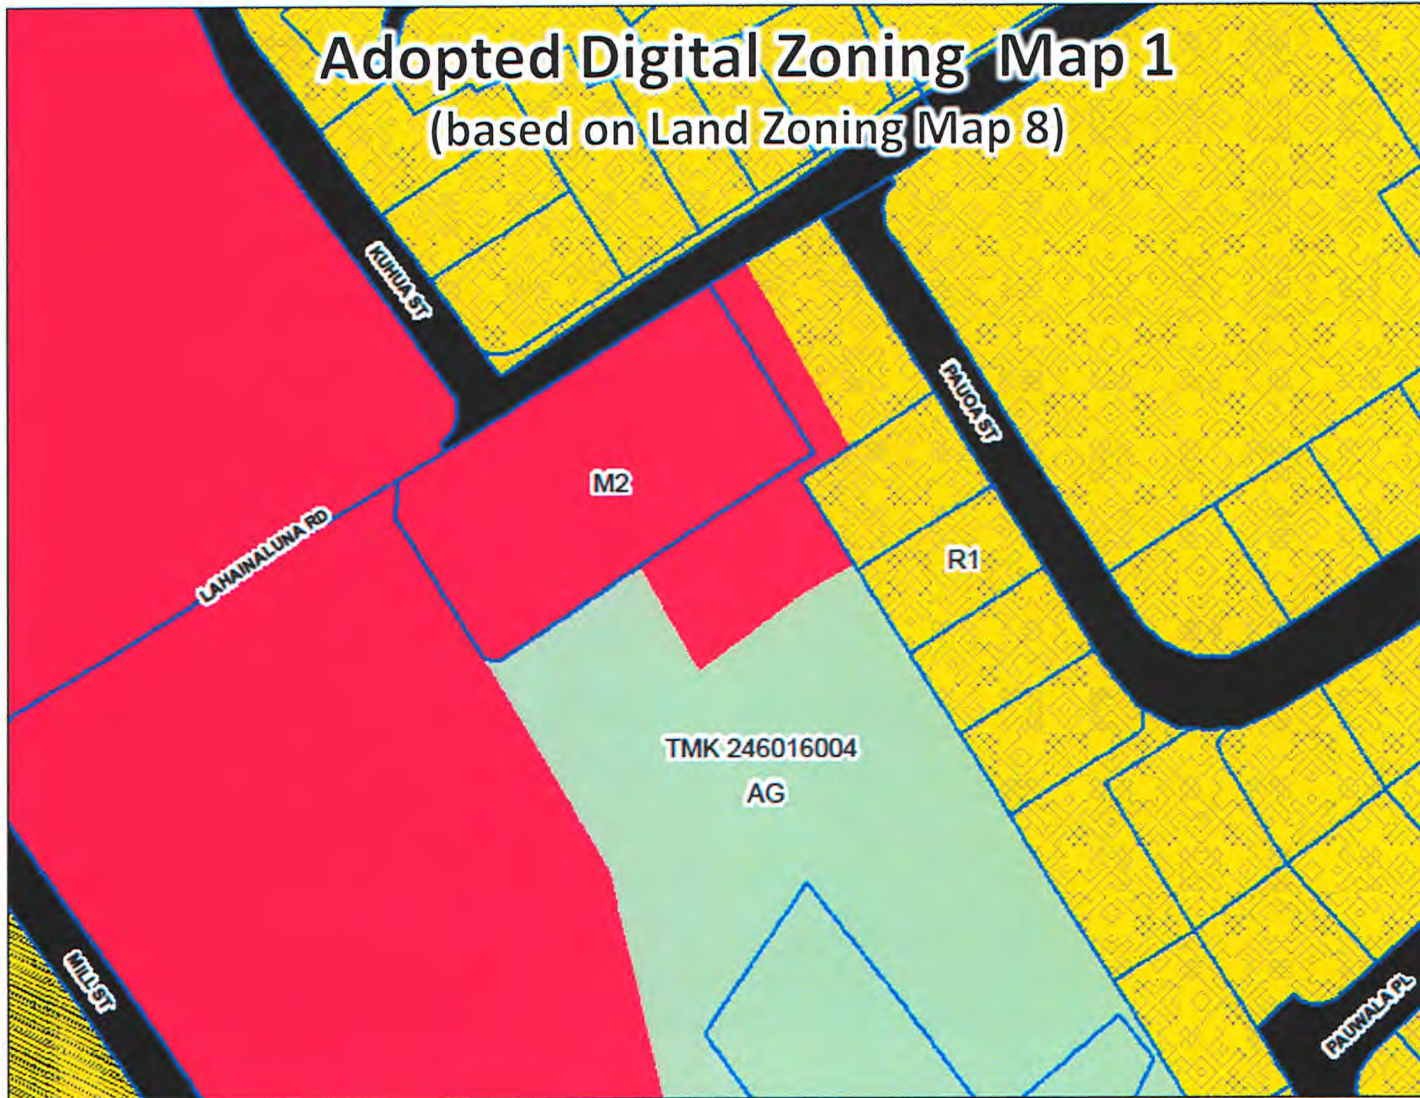 Adopted Digital Zoning Map 1
(based on Land Zoning Map 8)
KUHUA ST
PAUOA ST
M2
LAHAINALUNA RD
R1
TMK 246016004
AG
MILL ST
PAUWALA PL